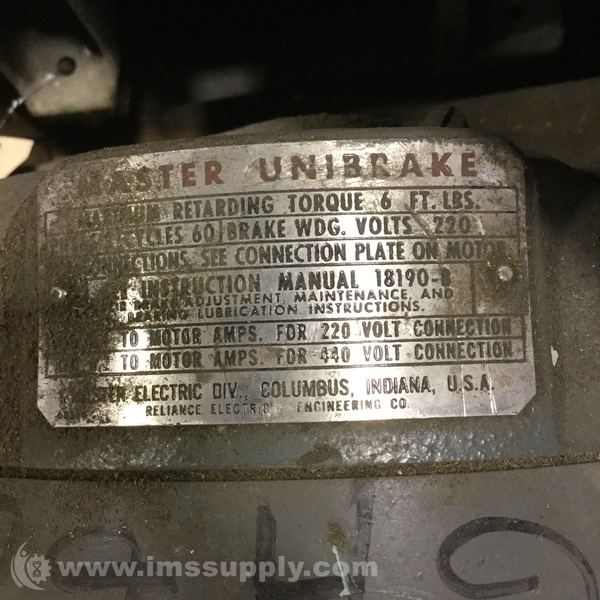 MASTER UNIBRAKE
RETARDING TORQUE 6 FT. LBS.
CYCLES 60 BRAKE WDG. VOLTS 220
SEE CONNECTION PLATE ON MOTOR
INSTRUCTION MANUAL 18190-B
ADJUSTMENT, MAINTENANCE, AND
LUBRICATION INSTRUCTIONS.
TO MOTOR AMPS. FOR 220 VOLT CONNECTION
TO MOTOR AMPS. FOR 440 VOLT CONNECTION
ELECTRIC DIV., COLUMBUS, INDIANA, U.S.A.
RELIANCE ELECTRIC ENGINEERING CO.
www.imssupply.com